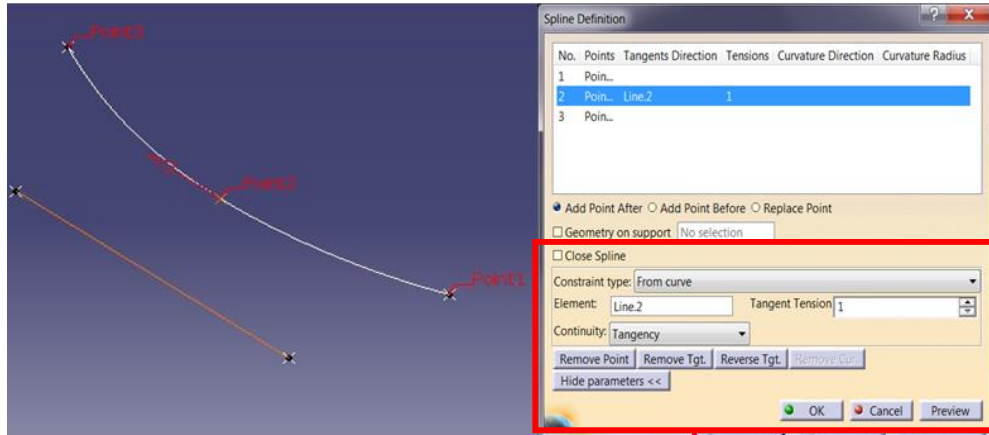 Point3
Point2
Point1
Spline Definition
No. Points Tangents Direction Tensions Curvature Direction Curvature Radius
1 Poin...
2 Poin... Line.2 1
3 Poin...
Add Point After Add Point Before Replace Point
Geometry on support No selection
Close Spline
Constraint type: From curve
Element: Line.2 Tangent Tension 1
Continuity: Tangency
Remove Point Remove Tgt. Reverse Tgt. Remove Cur.
Hide parameters <<
OK Cancel Preview